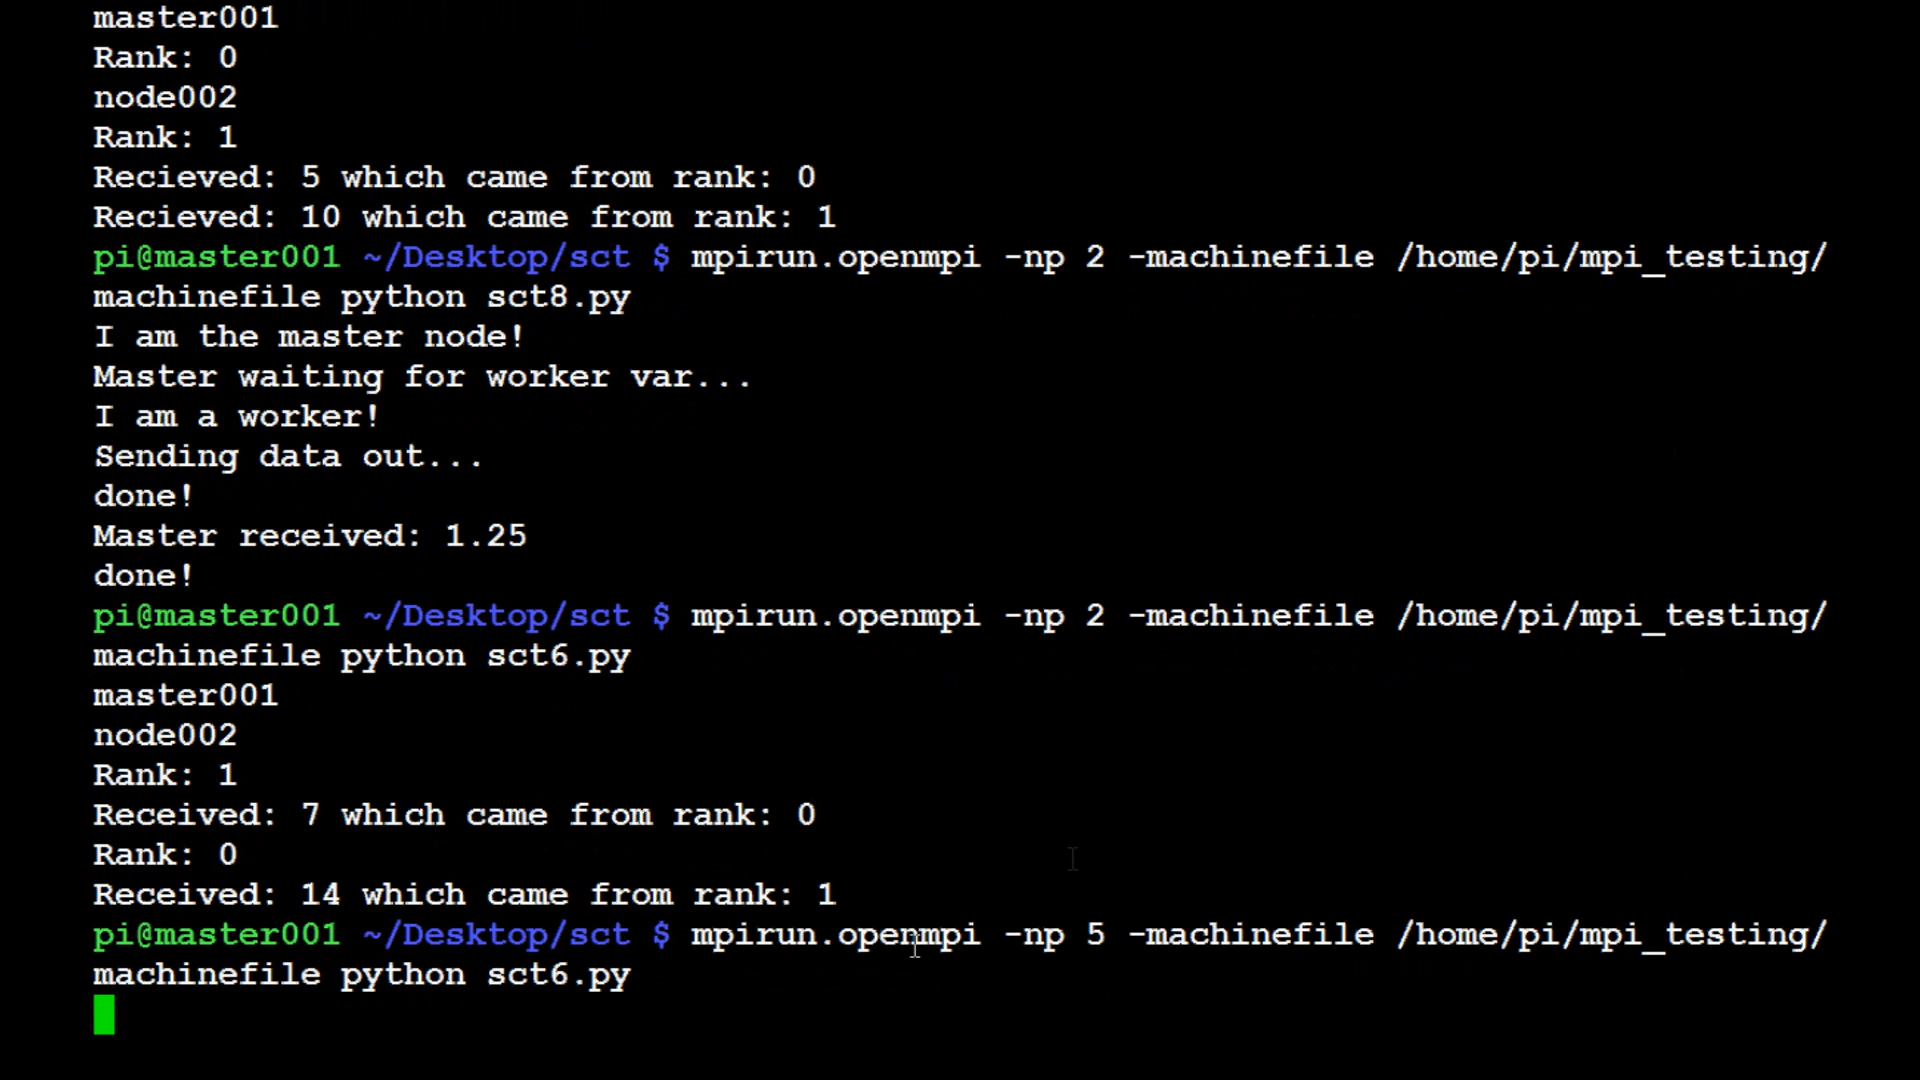 master001
Rank: 0
node002
Rank: 1
Recieved: 5 which came from rank: 0
Recieved: 10 which came from rank: 1
pi@master001 ~/Desktop/sct $ mpirun.openmpi -np 2 -machinefile /home/pi/mpi_testing/
machinefile python sct8.py
I am the master node!
Master waiting for worker var...
I am a worker!
Sending data out...
done!
Master received: 1.25
done!
pi@master001 ~/Desktop/sct $ mpirun.openmpi -np 2 -machinefile /home/pi/mpi_testing/
machinefile python sct6.py
master001
node002
Rank: 1
Received: 7 which came from rank: 0
Rank: 0
Received: 14 which came from rank: 1
pi@master001 ~/Desktop/sct $ mpirun.openmpi -np 5 -machinefile /home/pi/mpi_testing/
machinefile python sct6.py